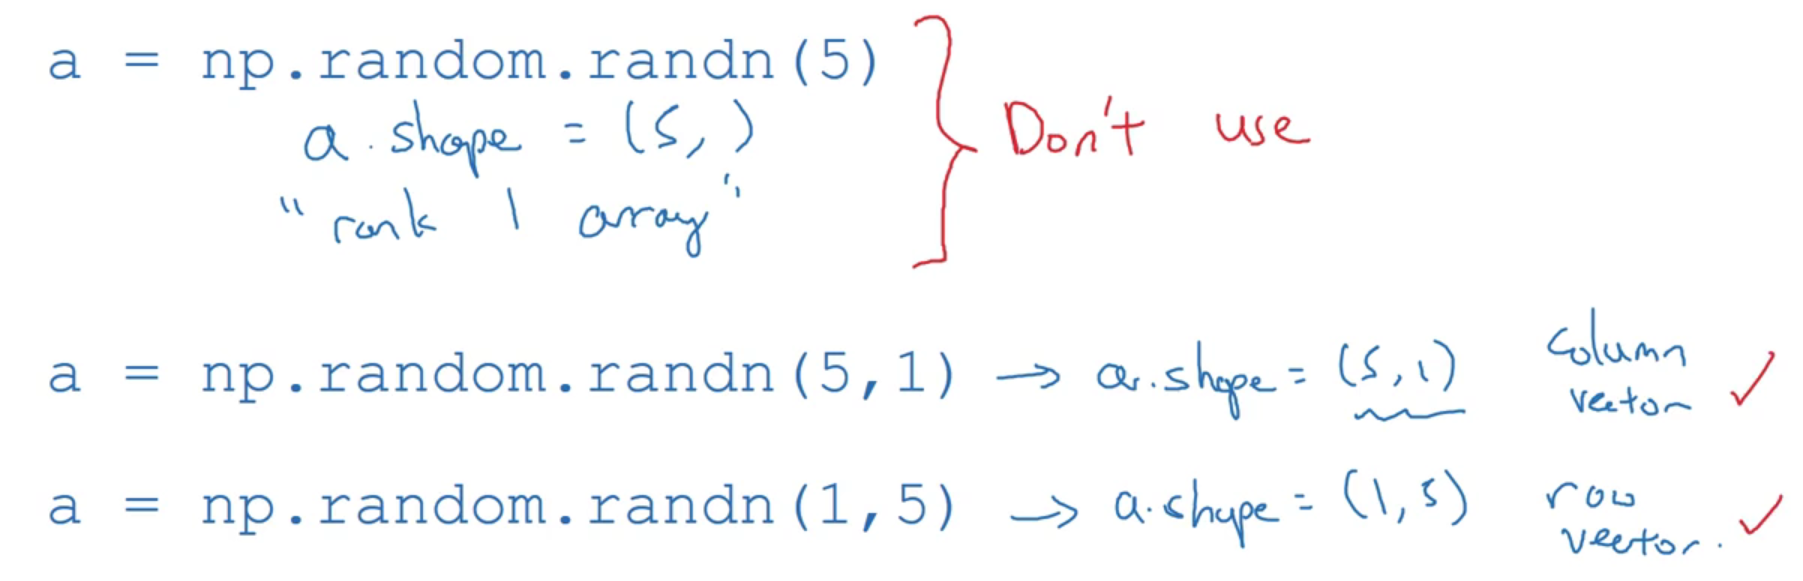 a = np.random.randn(5)
a.shape = (5,)
"rank 1 array"
Don't use
a = np.random.randn(5,1) → a.shape = (5,1) column vector ✓
a = np.random.randn(1,5) → a.shape = (1,5) row vector. ✓